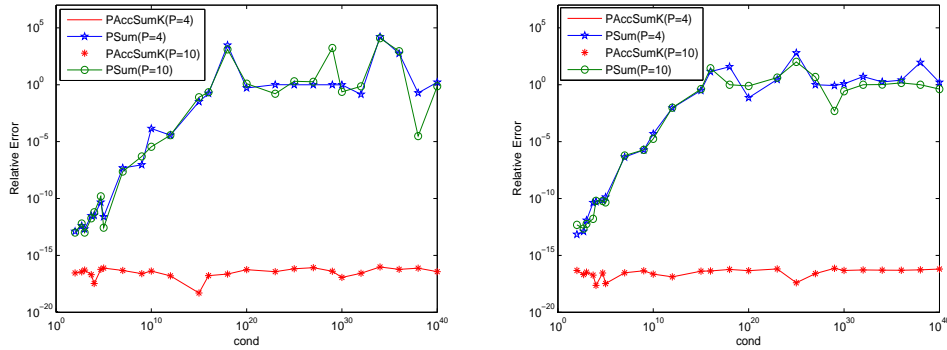 10^5
10^0
10^-5
10^-10
10^-15
10^-20
Relative Error
PAccSumK(P=4)
PSum(P=4)
PAccSumK(P=10)
PSum(P=10)
10^0 10^10 10^20 10^30 10^40
cond
10^5
10^0
10^-5
10^-10
10^-15
10^-20
Relative Error
PAccSumK(P=4)
PSum(P=4)
PAccSumK(P=10)
PSum(P=10)
10^0 10^10 10^20 10^30 10^40
cond